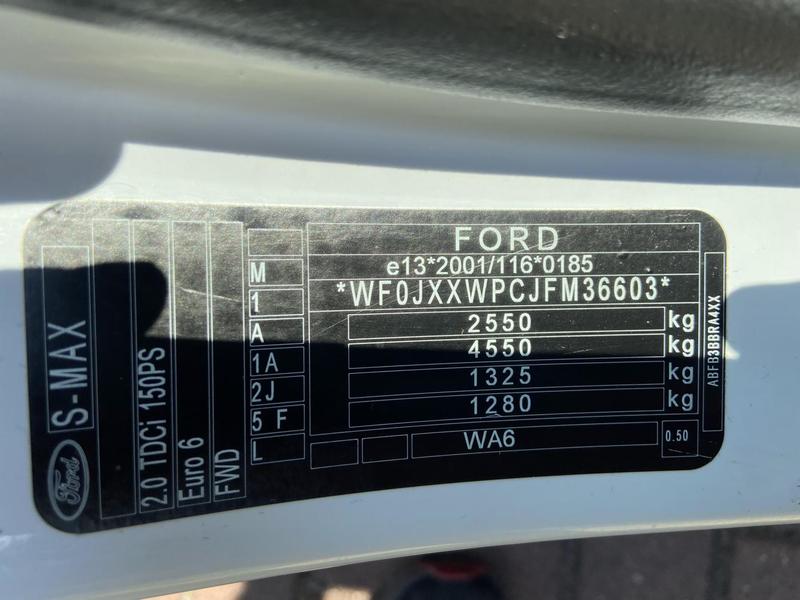 FORD
e13*2001/116*0185
*WF0JXXWPCJFM36603*
2550 kg
4550 kg
1325 kg
1280 kg
WA6
0.50
M
1
A
1A
2J
5 F
L
Ford
S-MAX
2.0 TDCi 150PS
Euro 6
FWD
ABFB3BBRA4XX